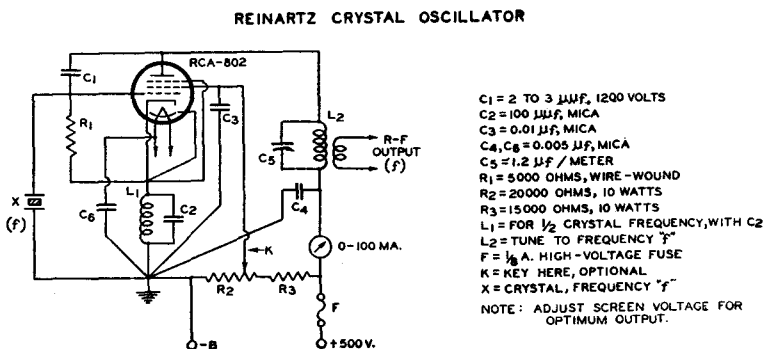 REINARTZ CRYSTAL OSCILLATOR
RCA-802
C1
R1
C3
L2
R-F
OUTPUT
(f)
C5
X
(f)
L1
C6
C2
C4
K
0-100 MA.
R2
R3
F
-B
+500V.
C1 = 2 TO 3 µµf, 1200 VOLTS
C2 = 100 µµf, MICA
C3 = 0.01 µf, MICA
C4, C6 = 0.005 µf, MICA
C5 = 1.2 µf / METER
R1 = 5000 OHMS, WIRE-WOUND
R2 = 20000 OHMS, 10 WATTS
R3 = 15000 OHMS, 10 WATTS
L1 = FOR 1/2 CRYSTAL FREQUENCY, WITH C2
L2 = TUNE TO FREQUENCY "f"
F = 1/8 A. HIGH-VOLTAGE FUSE
K = KEY HERE, OPTIONAL
X = CRYSTAL, FREQUENCY "f"
NOTE: ADJUST SCREEN VOLTAGE FOR
OPTIMUM OUTPUT.